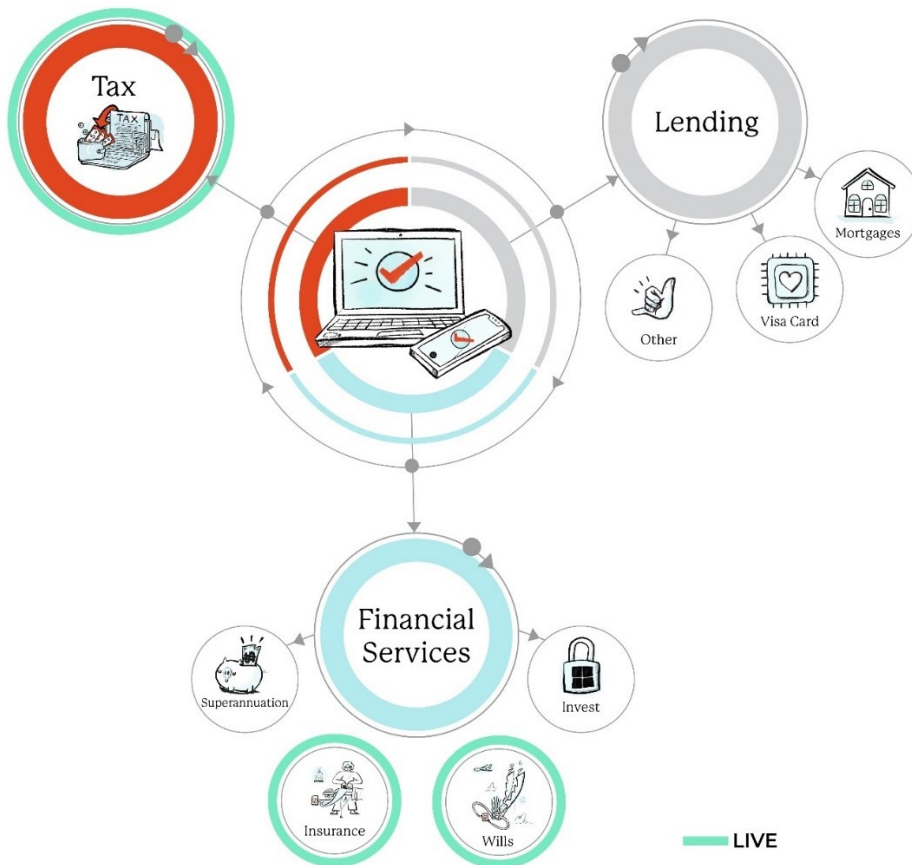 Tax
TAX
Lending
Mortgages
Visa Card
Other
Financial
Services
Superannuation
Invest
Insurance
Wills
LIVE